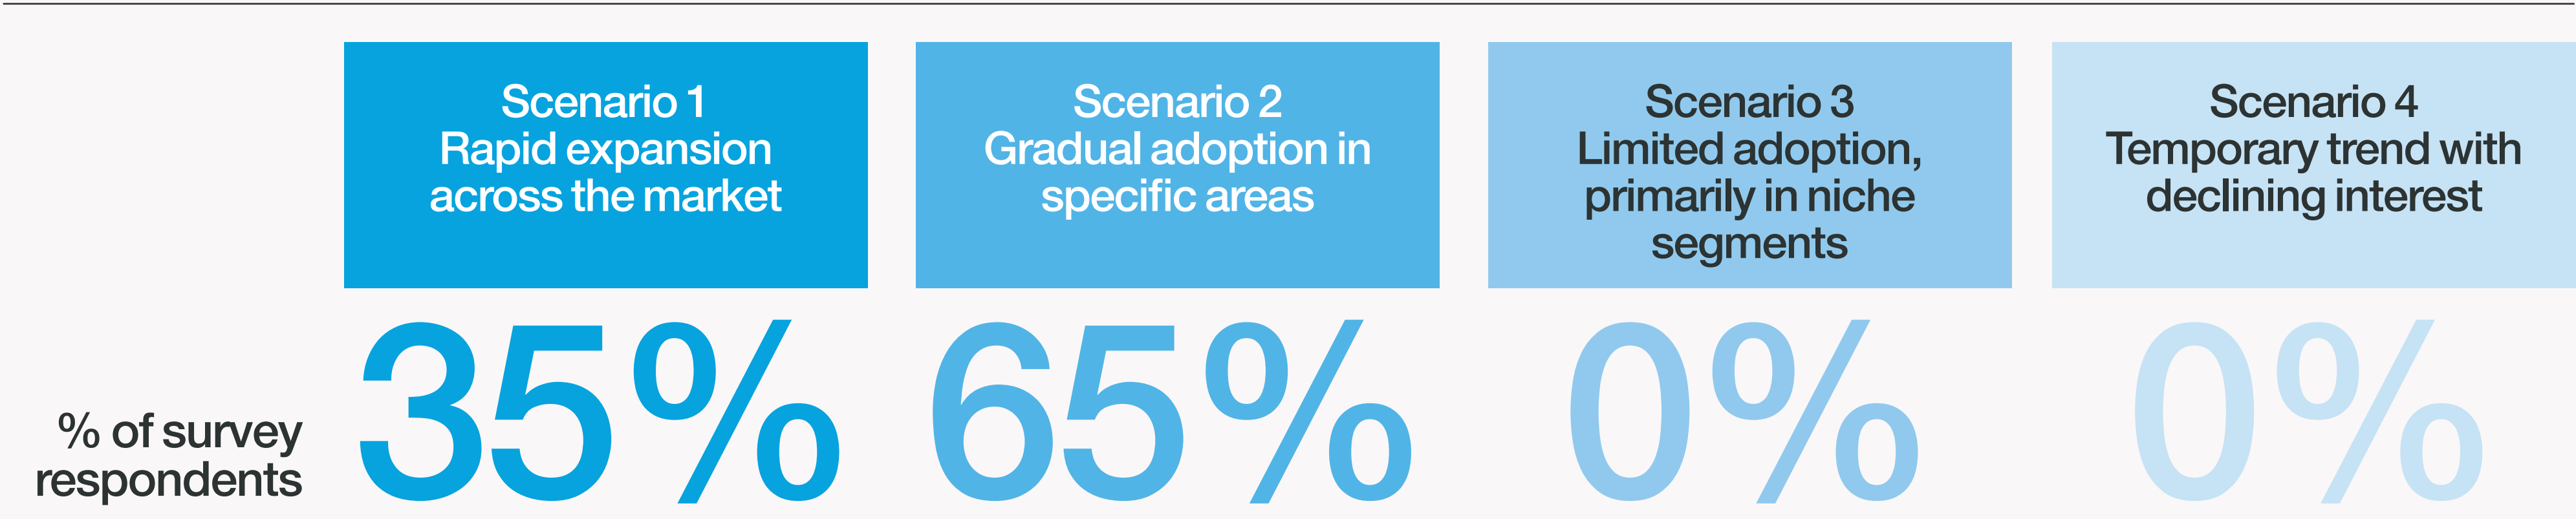 Scenario 1
Rapid expansion
across the market
Scenario 2
Gradual adoption in
specific areas
Scenario 3
Limited adoption,
primarily in niche
segments
Scenario 4
Temporary trend with
declining interest
% of survey
respondents
35%
65%
0%
0%